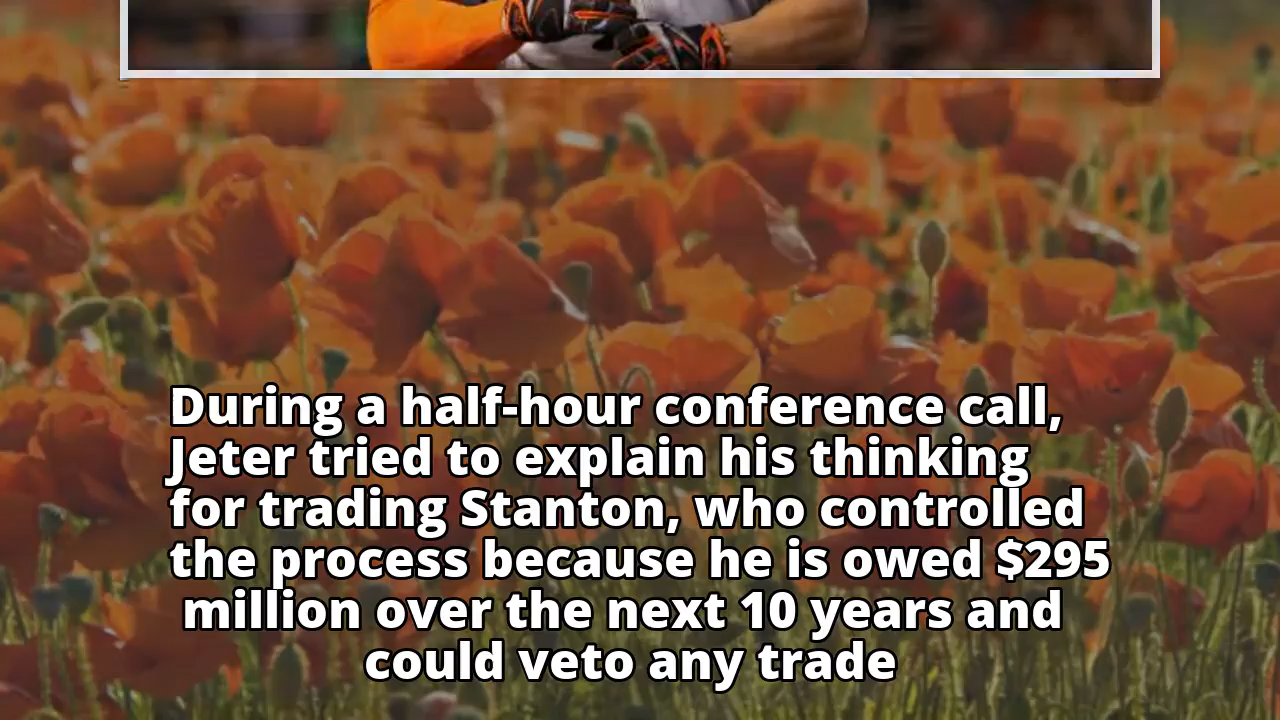 During a half-hour conference call,
Jeter tried to explain his thinking
for trading Stanton, who controlled
the process because he is owed $295
million over the next 10 years and
could veto any trade